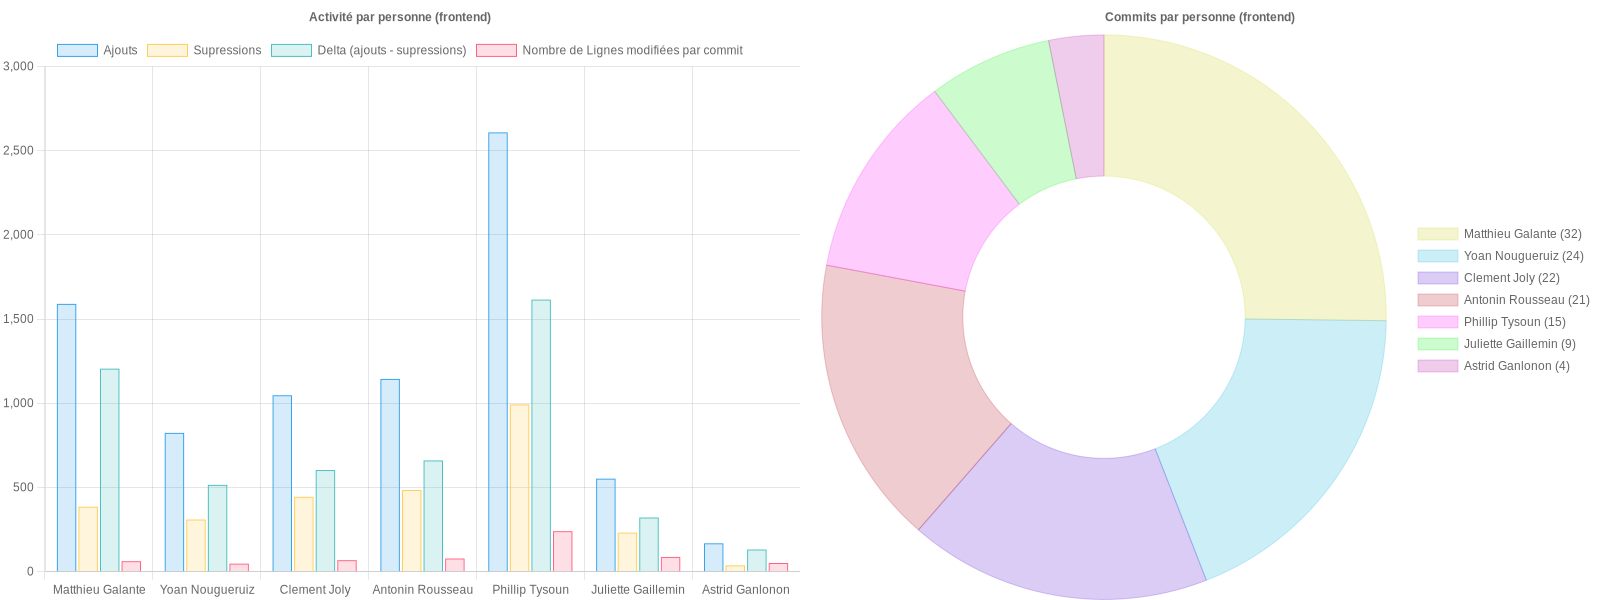 Activité par personne (frontend)
Ajouts
Supressions
Delta (ajouts - supressions)
Nombre de Lignes modifiées par commit
3,000
2,500
2,000
1,500
1,000
500
0
Matthieu Galante
Yoan Nougueruiz
Clement Joly
Antonin Rousseau
Phillip Tysoun
Juliette Gaillemin
Astrid Ganlonon
Commits par personne (frontend)
Matthieu Galante (32)
Yoan Nougueruiz (24)
Clement Joly (22)
Antonin Rousseau (21)
Phillip Tysoun (15)
Juliette Gaillemin (9)
Astrid Ganlonon (4)